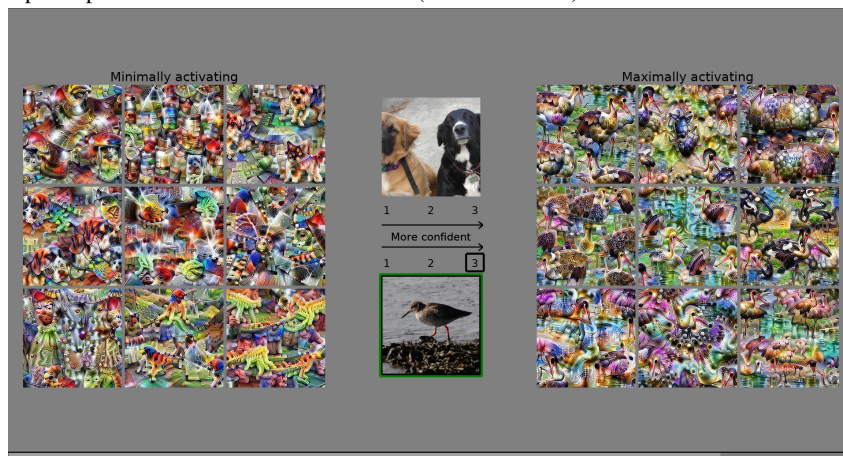 Minimally activating
Maximally activating
1 2 3
More confident
1 2 3